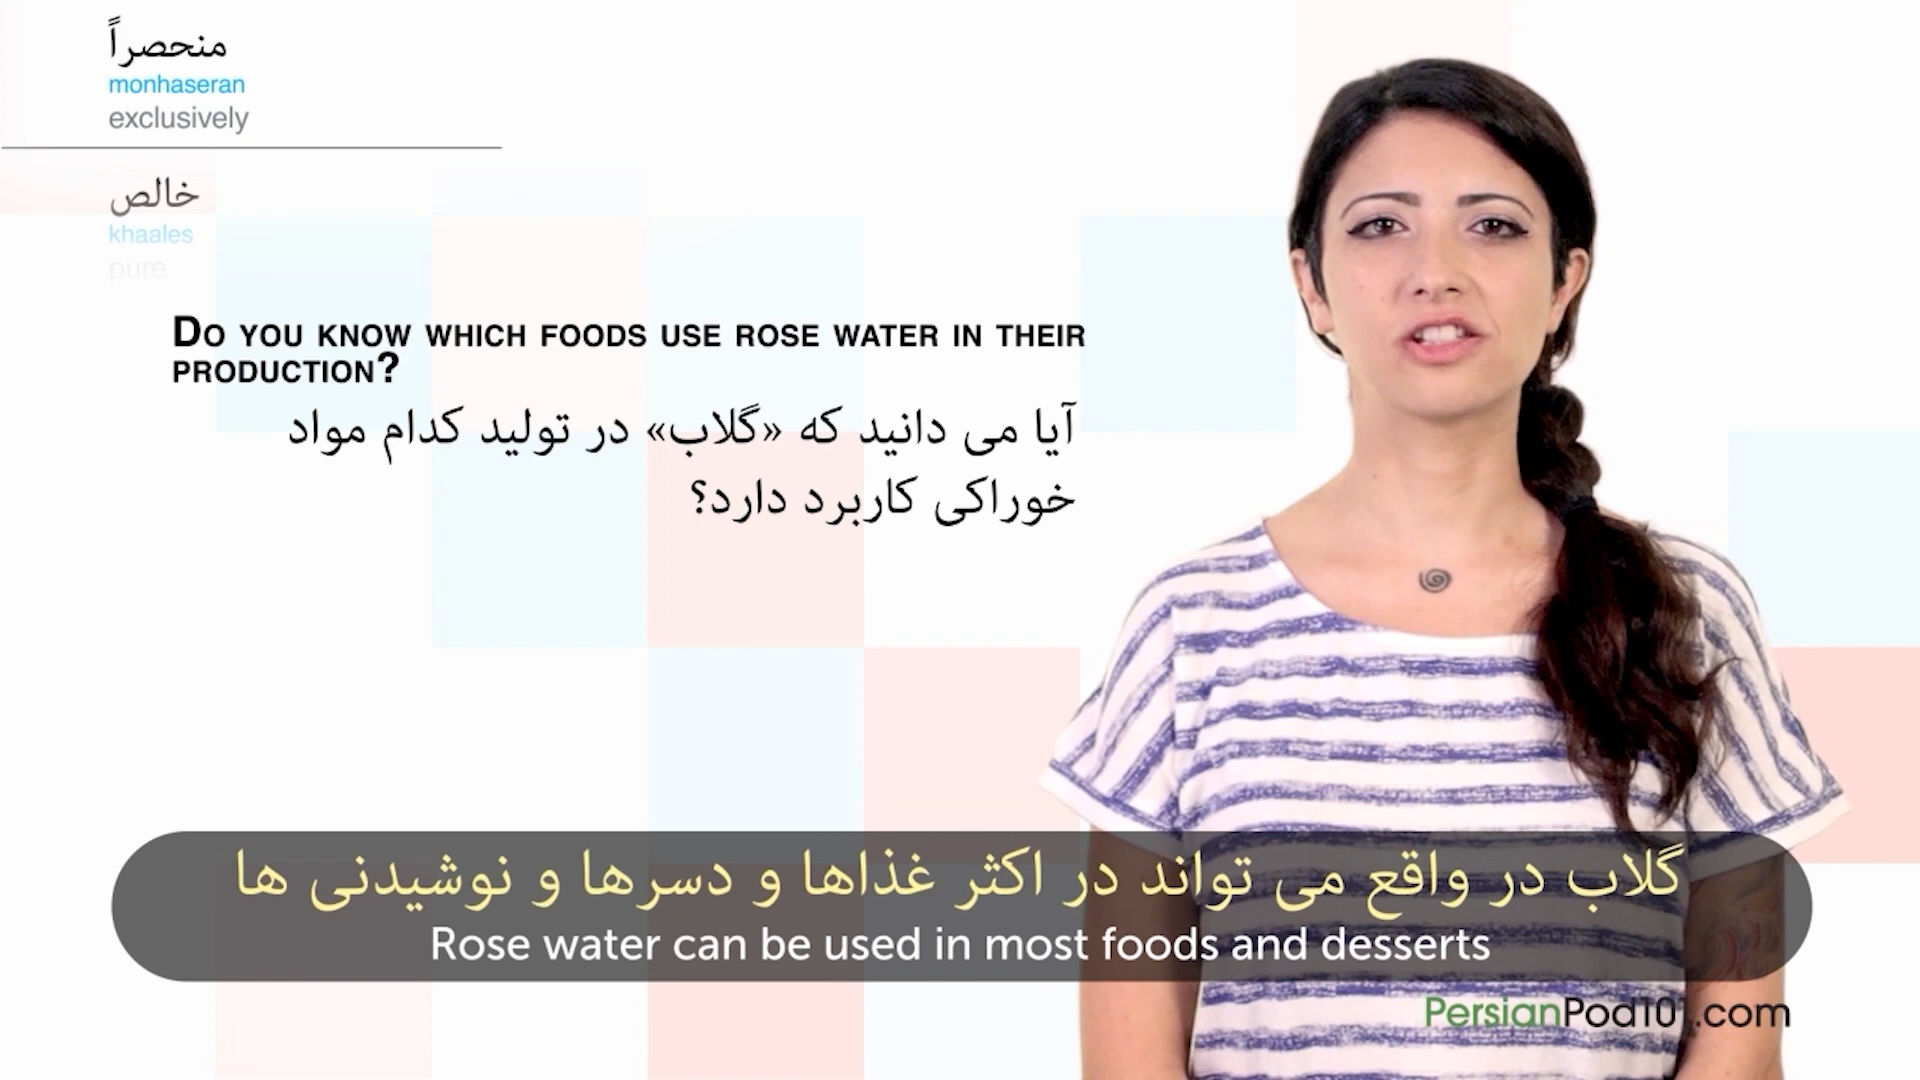 منحصراً
monhaseran
exclusively
خالص
khaales
pure
DO YOU KNOW WHICH FOODS USE ROSE WATER IN THEIR
PRODUCTION?
آیا می دانید که «گلاب» در تولید کدام مواد
خوراکی کاربرد دارد؟
گلاب در واقع می تواند در اکثر غذاها و دسرها و نوشیدنی ها
Rose water can be used in most foods and desserts
PersianPod101.com